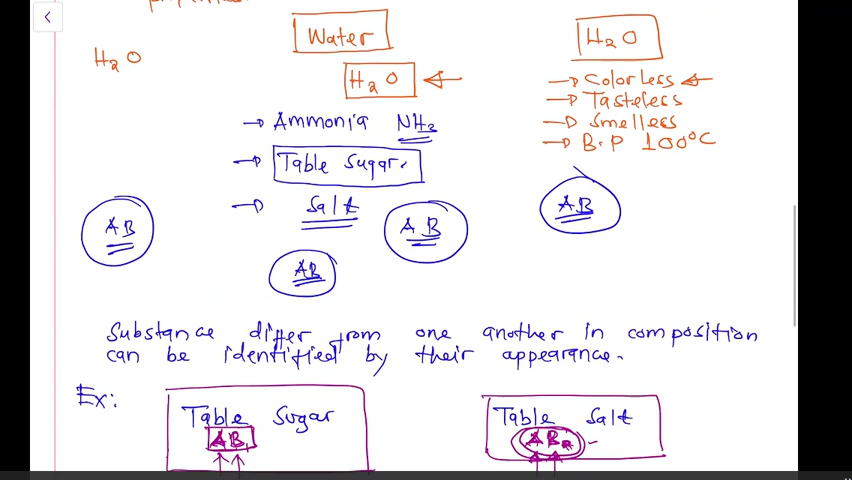 H₂O
Water
H₂O
→ Ammonia NH₃
→ Table Sugar.
→ Salt
H₂O
→ Colorless
→ Tasteless
→ Smelless
→ B.P 100°C
AB
AB
AB
AB
Substance differ from one another in composition
can be identified by their appearance.
Ex:
Table Sugar
AB
Table Salt